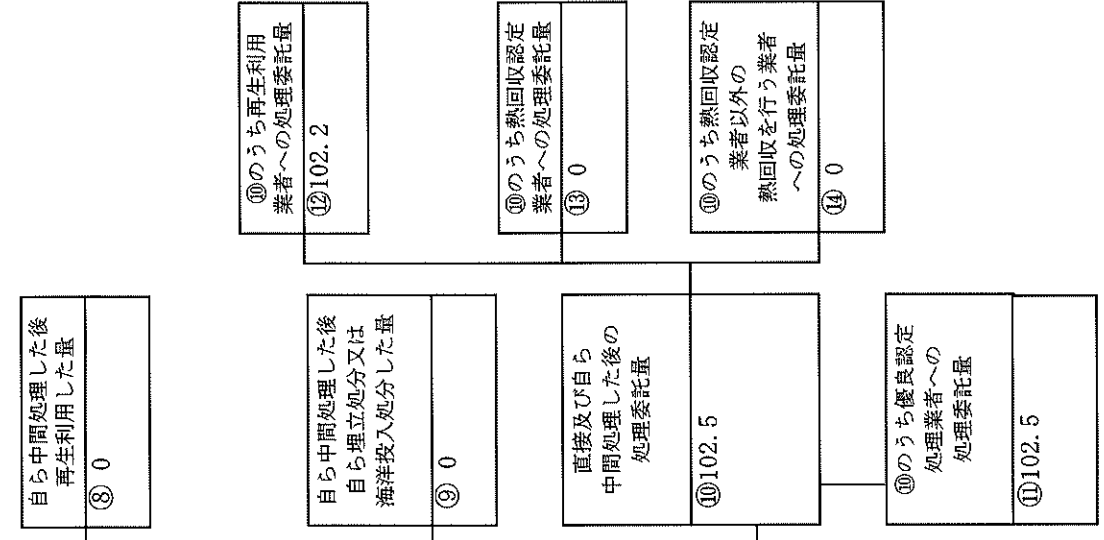 自ら中間処理した後
再生利用した量
⑧ 0
自ら中間処理した後
自ら埋立処分又は
海洋投入処分した量
⑨ 0
直接及び自ら
中間処理した後の
処理委託量
⑩102.5
⑩のうち優良認定
処理業者への
処理委託量
⑪102.5
⑩のうち再生利用
業者への処理委託量
⑫102.2
⑩のうち熱回収認定
業者への処理委託量
⑬ 0
⑩のうち熱回収認定
業者以外の
熱回収を行う業者
への処理委託量
⑭ 0